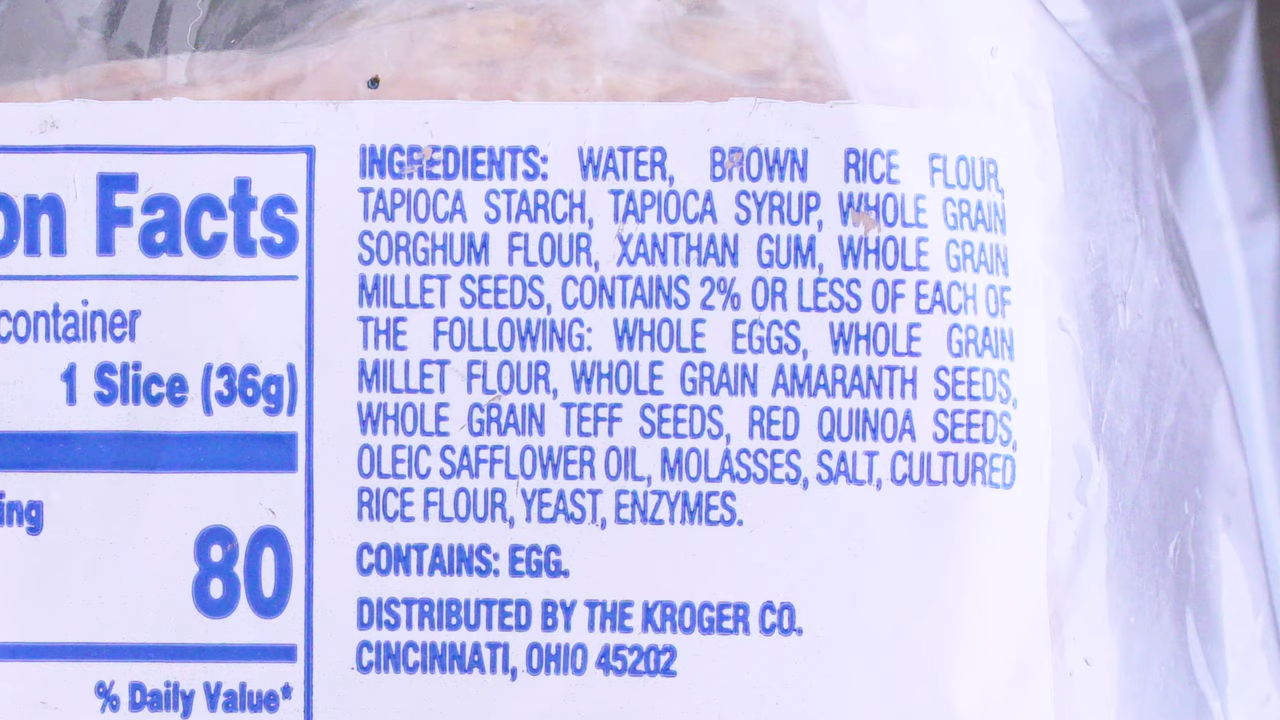 on Facts
container
1 Slice (36g)
ing
80
% Daily Value*
INGREDIENTS: WATER, BROWN RICE FLOUR,
TAPIOCA STARCH, TAPIOCA SYRUP, WHOLE GRAIN
SORGHUM FLOUR, XANTHAN GUM, WHOLE GRAIN
MILLET SEEDS, CONTAINS 2% OR LESS OF EACH OF
THE FOLLOWING: WHOLE EGGS, WHOLE GRAIN
MILLET FLOUR, WHOLE GRAIN AMARANTH SEEDS,
WHOLE GRAIN TEFF SEEDS, RED QUINOA SEEDS,
OLEIC SAFFLOWER OIL, MOLASSES, SALT, CULTURED
RICE FLOUR, YEAST, ENZYMES.
CONTAINS: EGG.
DISTRIBUTED BY THE KROGER CO.
CINCINNATI, OHIO 45202